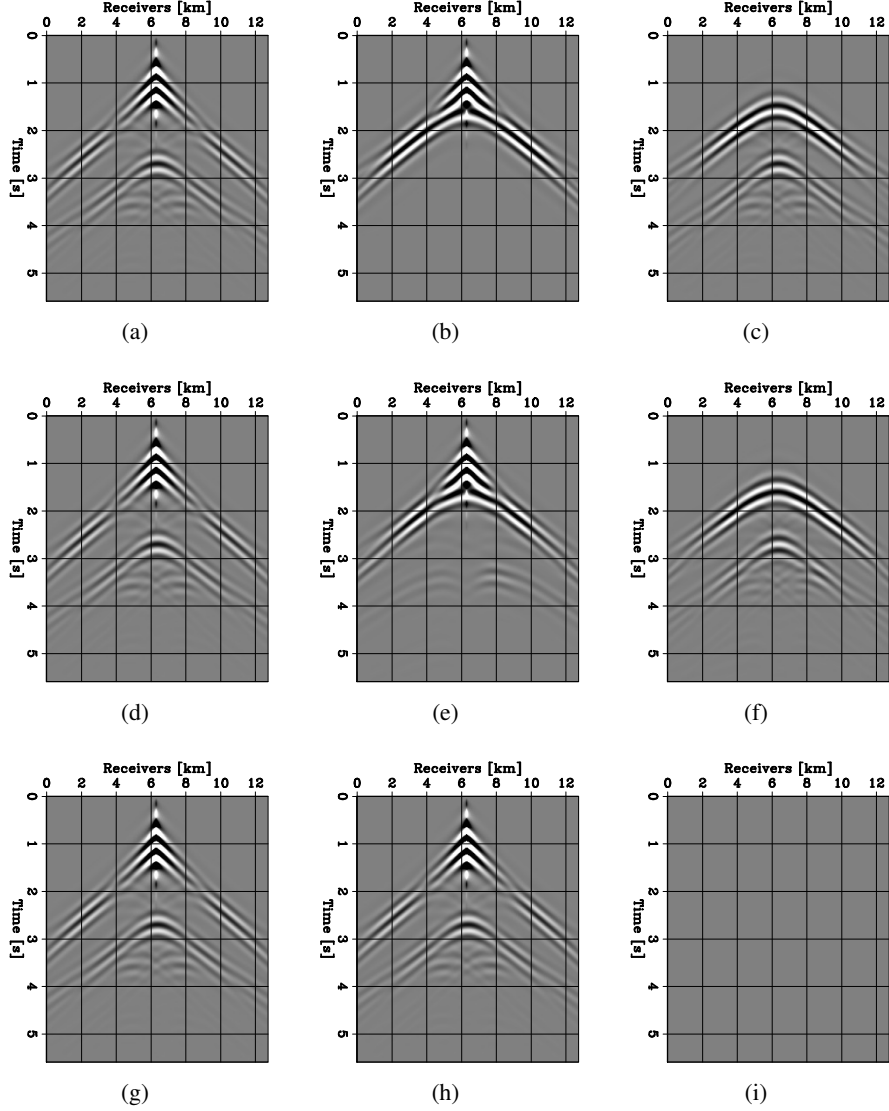 Receivers [km] Receivers [km] Receivers [km]
0 2 4 6 8 10 12 0 2 4 6 8 10 12 0 2 4 6 8 10 12
0 1 2 3 4 5 0 1 2 3 4 5 0 1 2 3 4 5
Time [s] Time [s] Time [s]
(a) (b) (c)
Receivers [km] Receivers [km] Receivers [km]
0 2 4 6 8 10 12 0 2 4 6 8 10 12 0 2 4 6 8 10 12
0 1 2 3 4 5 0 1 2 3 4 5 0 1 2 3 4 5
Time [s] Time [s] Time [s]
(d) (e) (f)
Receivers [km] Receivers [km] Receivers [km]
0 2 4 6 8 10 12 0 2 4 6 8 10 12 0 2 4 6 8 10 12
0 1 2 3 4 5 0 1 2 3 4 5 0 1 2 3 4 5
Time [s] Time [s] Time [s]
(g) (h) (i)